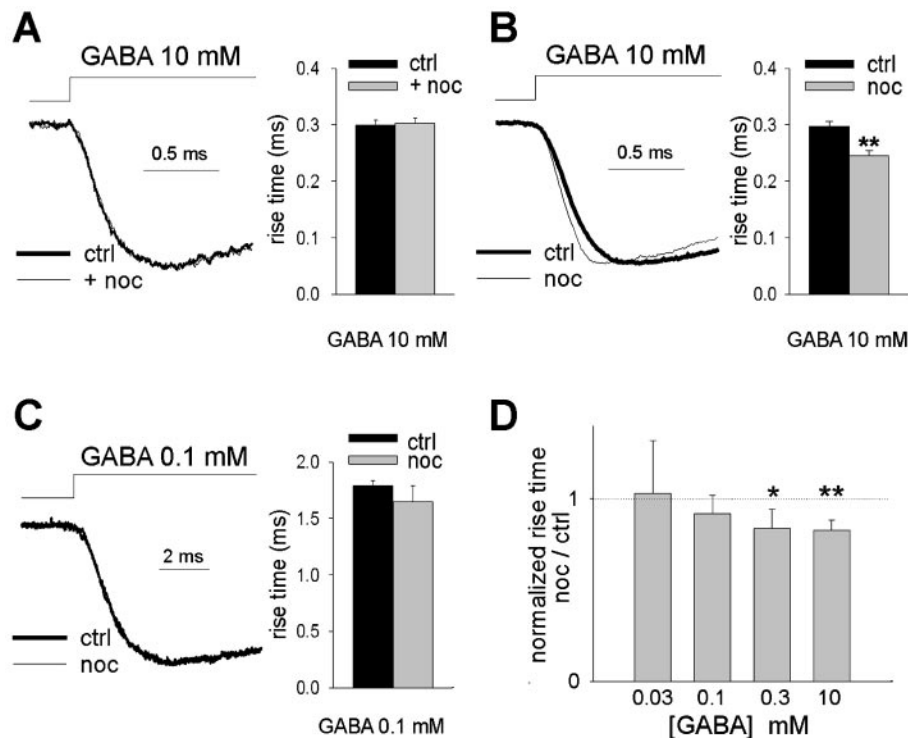 A
GABA 10 mM
0.5 ms
ctrl
+ noc
rise time (ms)
0.4
0.3
0.2
0.1
0.0
ctrl
+ noc
GABA 10 mM
B
GABA 10 mM
0.5 ms
ctrl
noc
rise time (ms)
0.4
0.3
0.2
0.1
0.0
ctrl
noc
**
GABA 10 mM
C
GABA 0.1 mM
2 ms
ctrl
noc
rise time (ms)
2.0
1.5
1.0
0.5
0.0
ctrl
noc
GABA 0.1 mM
D
normalized rise time
noc / ctrl
1
0
* **
0.03 0.1 0.3 10
[GABA] mM